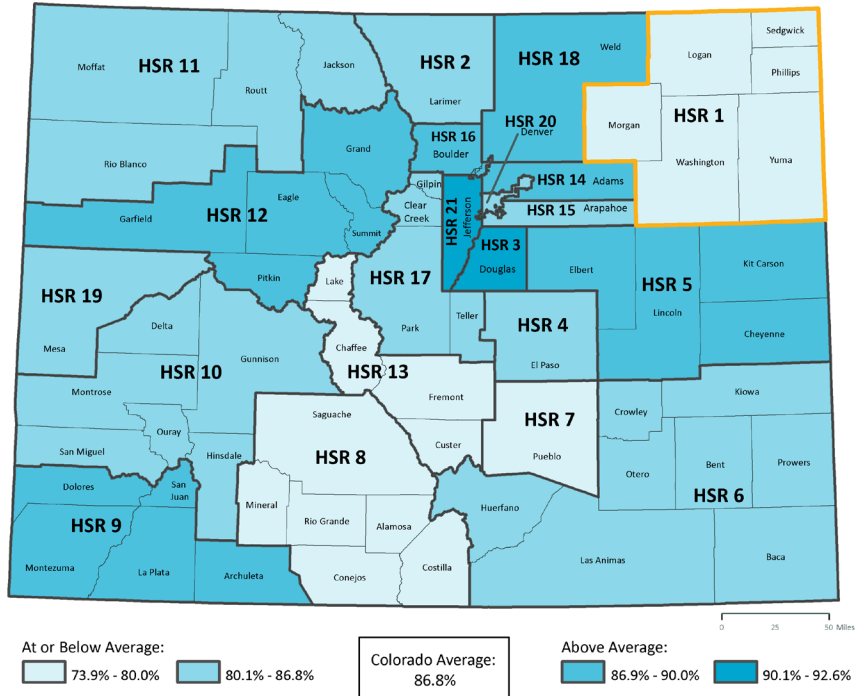 Sedgwick
HSR 2
HSR 18
Weld
Logan
HSR 11
Moffat
Jackson
Phillips
Routt
Larimer
HSR 20
Denver
HSR 1
Morgan
HSR 16
Boulder
Grand
Rio Blanco
Washington
Yuma
HSR 14
Adams
Gilpin
Eagle
Clear
Creek
HSR 21
Jefferson
HSR 15
Arapahoe
Garfield
HSR 12
Summit
HSR 3
Douglas
Elbert
Kit Carson
Pitkin
Lake
HSR 17
HSR 5
HSR 19
Lincoln
Delta
Park
Teller
HSR 4
Cheyenne
Mesa
Chaffee
Gunnison
El Paso
HSR 10
HSR 13
Montrose
Fremont
Kiowa
Saguache
Crowley
HSR 7
Ouray
Custer
Pueblo
San Miguel
Hinsdale
HSR 8
Bent
Prowers
Otero
Dolores
San
Juan
HSR 6
Mineral
Huerfano
Rio Grande
Alamosa
HSR 9
Las Animas
Baca
Montezuma
La Plata
Archuleta
Conejos
Costilla
0 25 50 Miles
At or Below Average:
73.9% - 80.0%
80.1% - 86.8%
Colorado Average:
86.8%
Above Average:
86.9% - 90.0%
90.1% - 92.6%